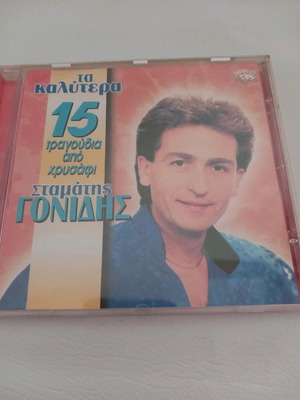 τα
καλύτερα
15
τραγούδια
από
χρυσάφι
Σταμάτης
ΓΟΝΙΔΗΣ